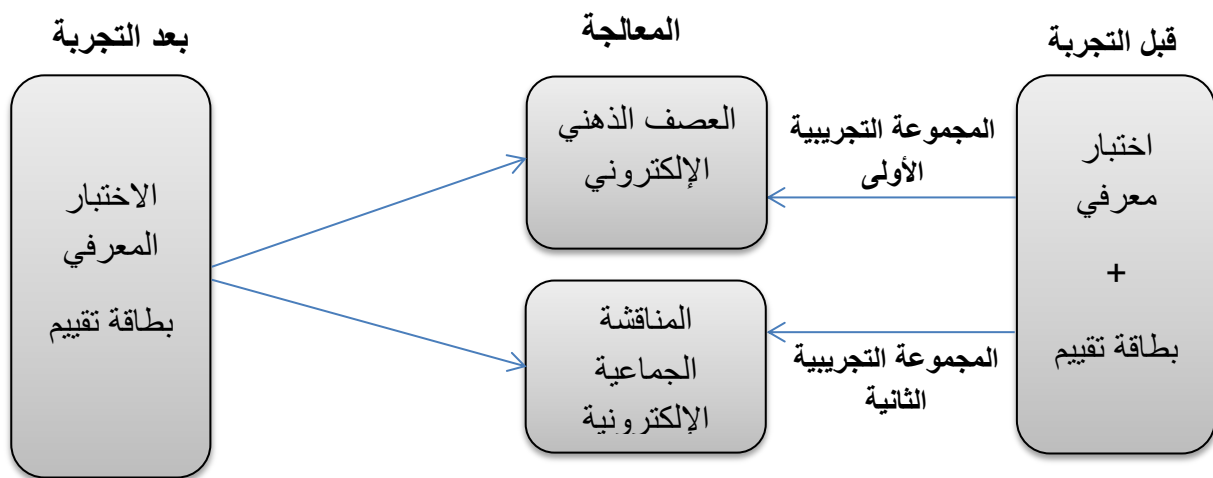 قبل التجربة
المعالجة
بعد التجربة
اختبار
معرفي
+
بطاقة تقييم
المجموعة التجريبية
الأولى
المجموعة التجريبية
الثانية
العصف الذهني
الإلكتروني
المناقشة
الجماعية
الإلكترونية
الاختبار
المعرفي
بطاقة تقييم